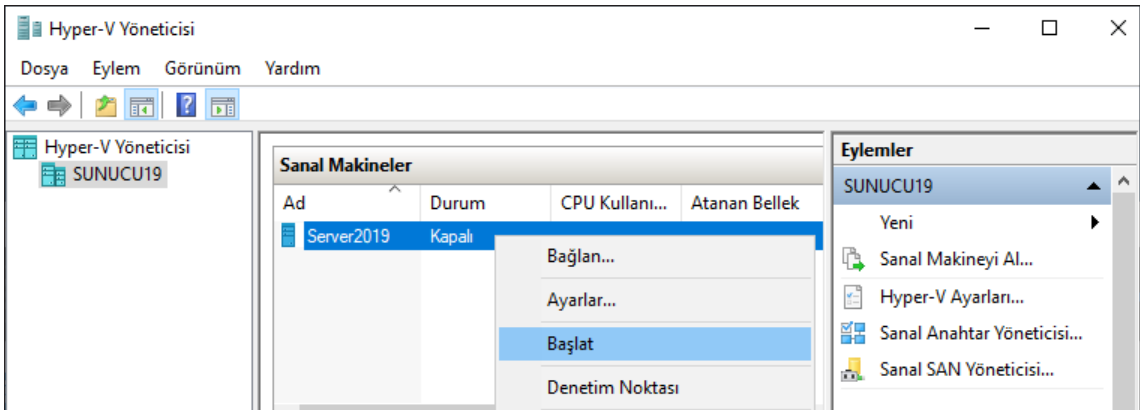 Hyper-V Yöneticisi
Dosya Eylem Görünüm Yardım
Hyper-V Yöneticisi
SUNUCU19
Sanal Makineler
Ad Durum CPU Kullanı... Atanan Bellek
Server2019 Kapalı
Bağlan...
Ayarlar...
Başlat
Denetim Noktası
Eylemler
SUNUCU19
Yeni
Sanal Makineyi Al...
Hyper-V Ayarları...
Sanal Anahtar Yöneticisi...
Sanal SAN Yöneticisi...